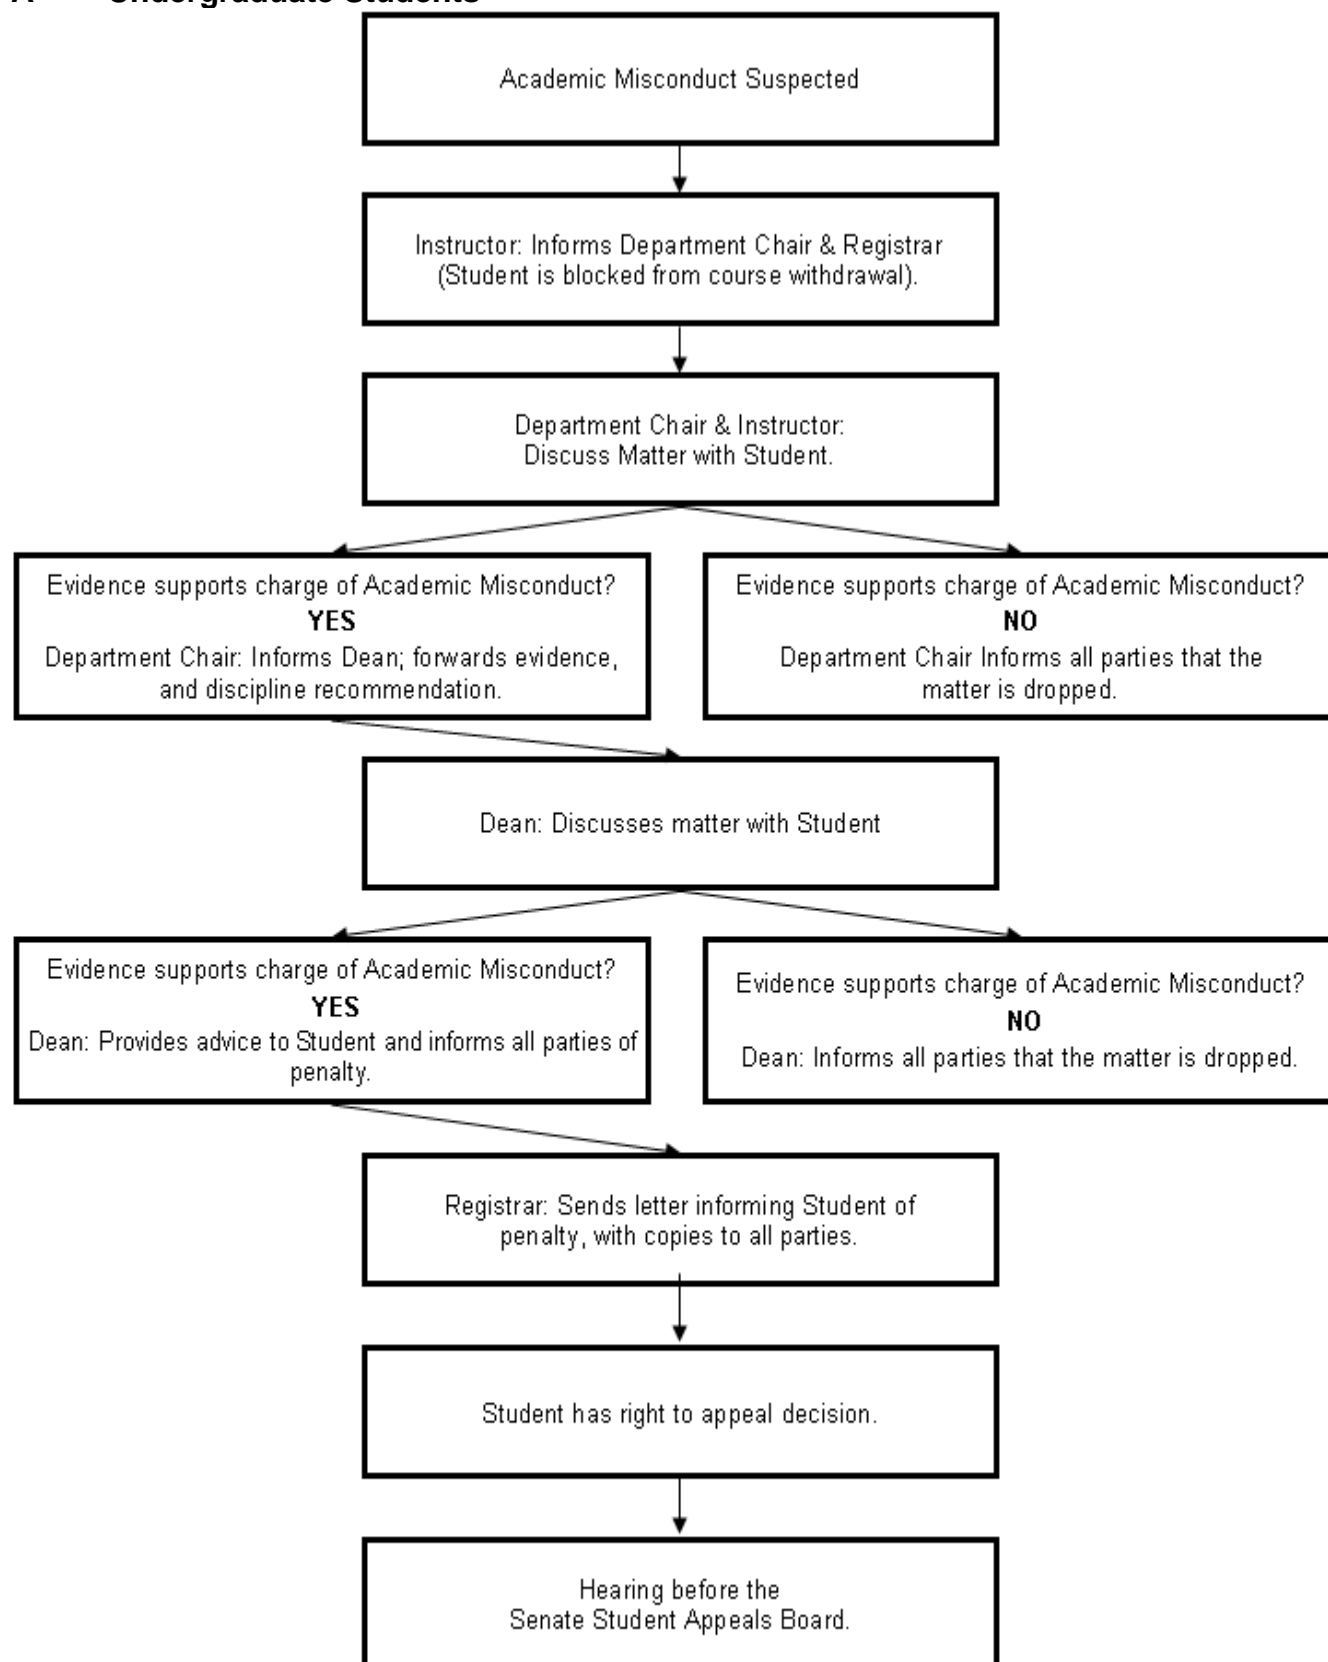 A Undergraduate Students
Academic Misconduct Suspected
Instructor: Informs Department Chair & Registrar
(Student is blocked from course withdrawal).
Department Chair & Instructor:
Discuss Matter with Student.
Evidence supports charge of Academic Misconduct?
YES
Department Chair: Informs Dean; forwards evidence,
and discipline recommendation.
Evidence supports charge of Academic Misconduct?
NO
Department Chair Informs all parties that the
matter is dropped.
Dean: Discusses matter with Student
Evidence supports charge of Academic Misconduct?
YES
Dean: Provides advice to Student and informs all parties of
penalty.
Evidence supports charge of Academic Misconduct?
NO
Dean: Informs all parties that the matter is dropped.
Registrar: Sends letter informing Student of
penalty, with copies to all parties.
Student has right to appeal decision.
Hearing before the
Senate Student Appeals Board.